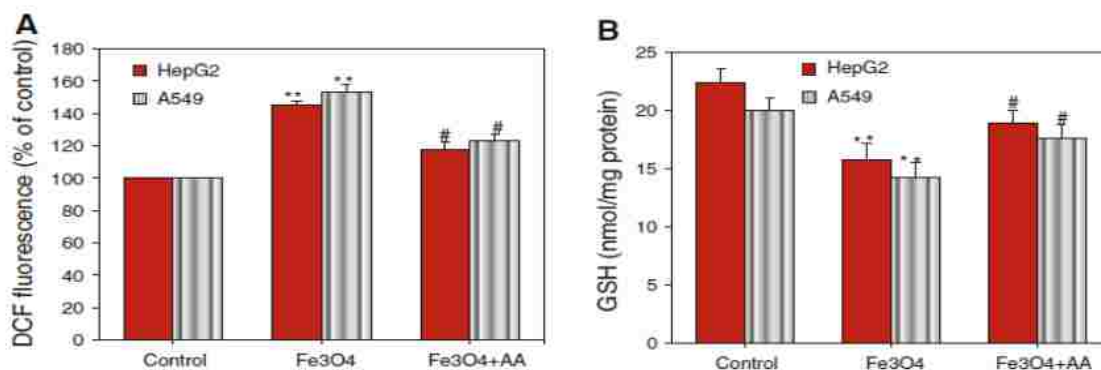 A
DCF fluorescence (% of control)
180
160
140
120
100
80
60
40
20
0
HepG2
A549
**
**
#
#
Control
Fe3O4
Fe3O4+AA
B
GSH (nmol/mg protein)
25
20
15
10
5
0
HepG2
A549
**
**
#
#
Control
Fe3O4
Fe3O4+AA